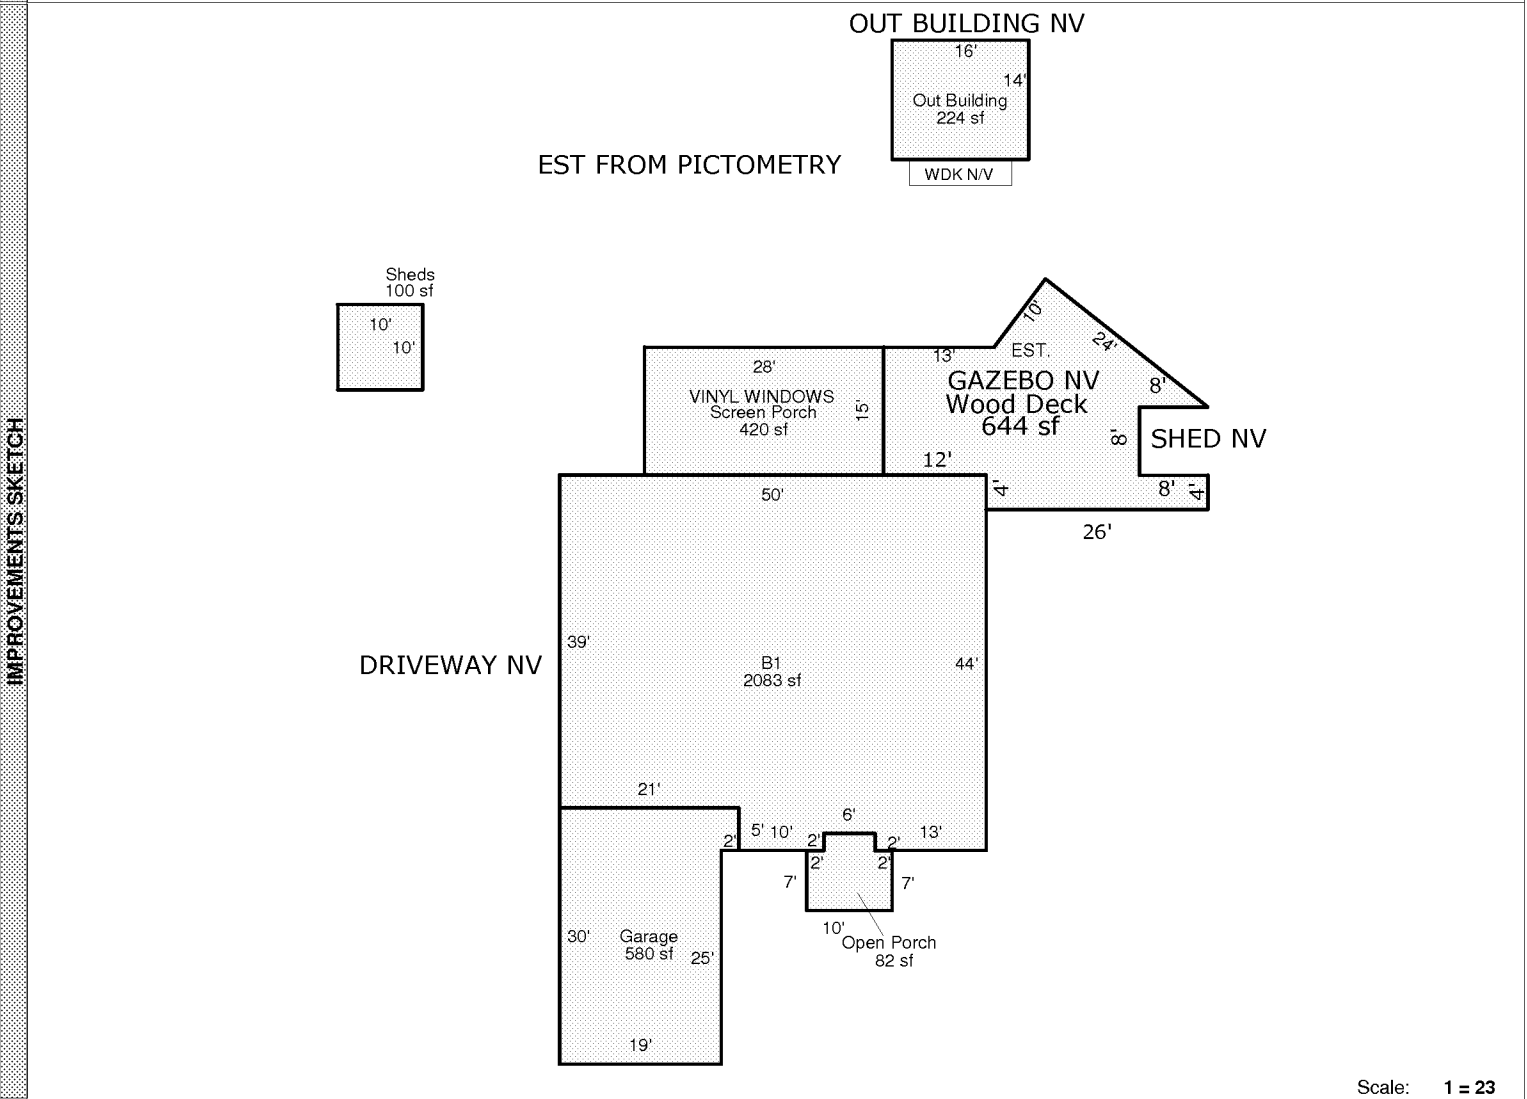 OUT BUILDING NV
16'
14'
Out Building
224 sf
EST FROM PICTOMETRY
WDK N/V
Sheds
100 sf
10'
10'
10'
24'
13'
EST.
28'
GAZEBO NV
8'
VINYL WINDOWS
Wood Deck
Screen Porch
15'
644 sf
420 sf
8'
SHED NV
12'
50'
4'
8'
4'
26'
IMPROVEMENTS SKETCH
39'
DRIVEWAY NV
B1
44'
2083 sf
21'
6'
5'
10'
13'
2'
2'
2'
2'
2'
7'
7'
10'
30'
Garage
580 sf
25'
Open Porch
82 sf
19'
Scale: 1 = 23